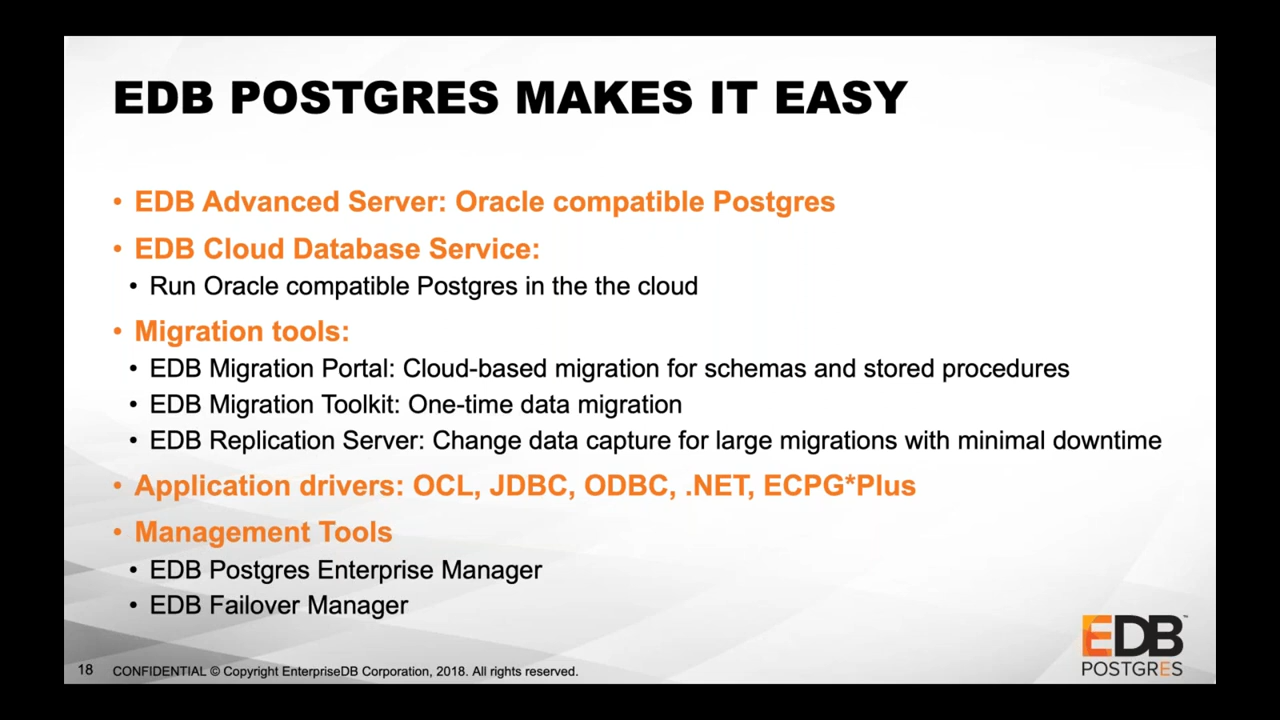 EDB POSTGRES MAKES IT EASY
• EDB Advanced Server: Oracle compatible Postgres
• EDB Cloud Database Service:
• Run Oracle compatible Postgres in the the cloud
• Migration tools:
• EDB Migration Portal: Cloud-based migration for schemas and stored procedures
• EDB Migration Toolkit: One-time data migration
• EDB Replication Server: Change data capture for large migrations with minimal downtime
• Application drivers: OCL, JDBC, ODBC, .NET, ECPG*Plus
• Management Tools
• EDB Postgres Enterprise Manager
• EDB Failover Manager
EDB™
POSTGRES
18 CONFIDENTIAL © Copyright EnterpriseDB Corporation, 2018. All rights reserved.